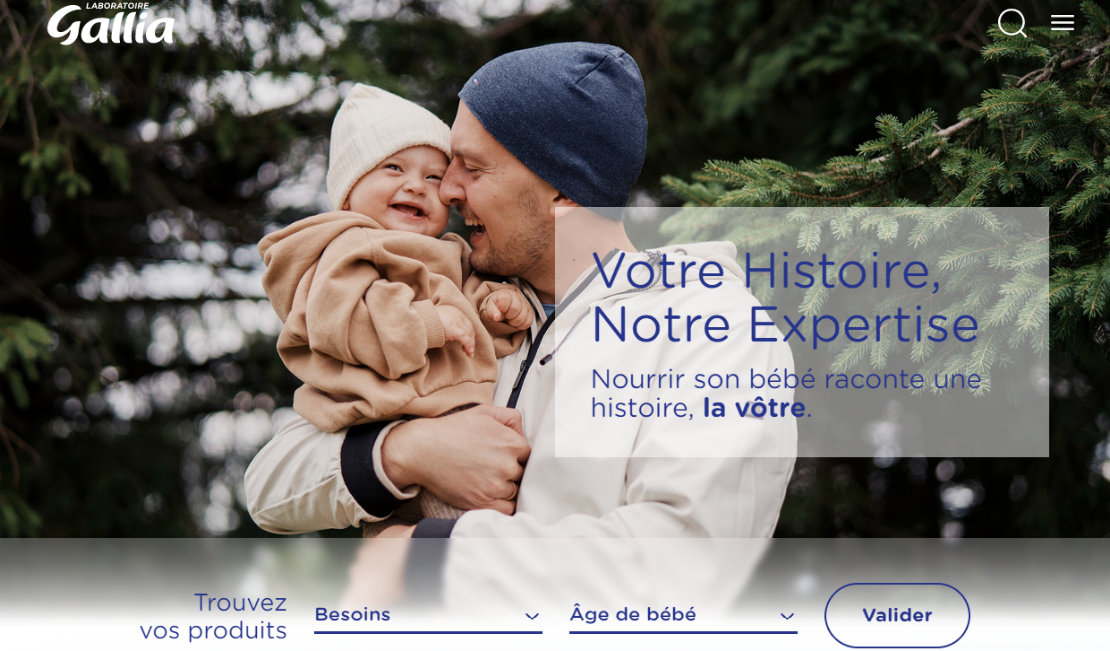 LABORATOIRE
Gallia
Votre Histoire,
Notre Expertise
Nourrir son bébé raconte une
histoire, la vôtre.
Trouvez
vos produits
Besoins
Âge de bébé
Valider